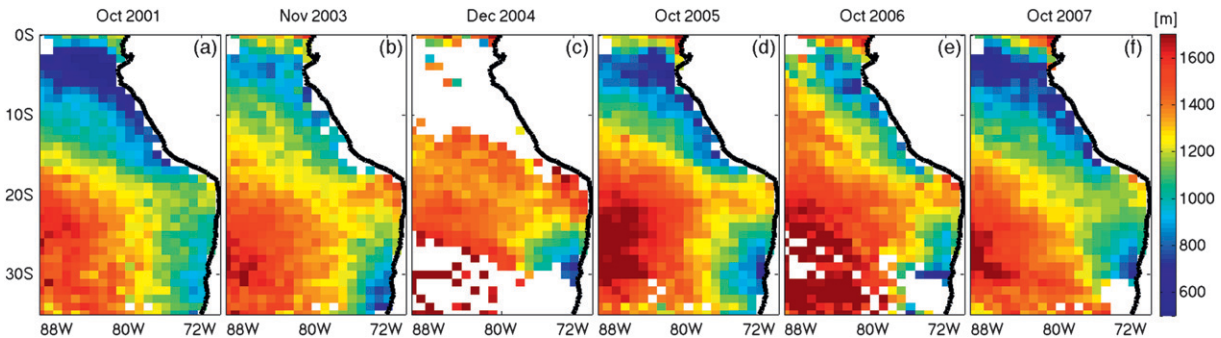 Oct 2001 Nov 2003 Dec 2004 Oct 2005 Oct 2006 Oct 2007 [m]
0S (a) (b) (c) (d) (e) (f)
1600
10S
1400
1200
20S
1000
800
30S
600
88W 80W 72W 88W 80W 72W 88W 80W 72W 88W 80W 72W 88W 80W 72W 88W 80W 72W